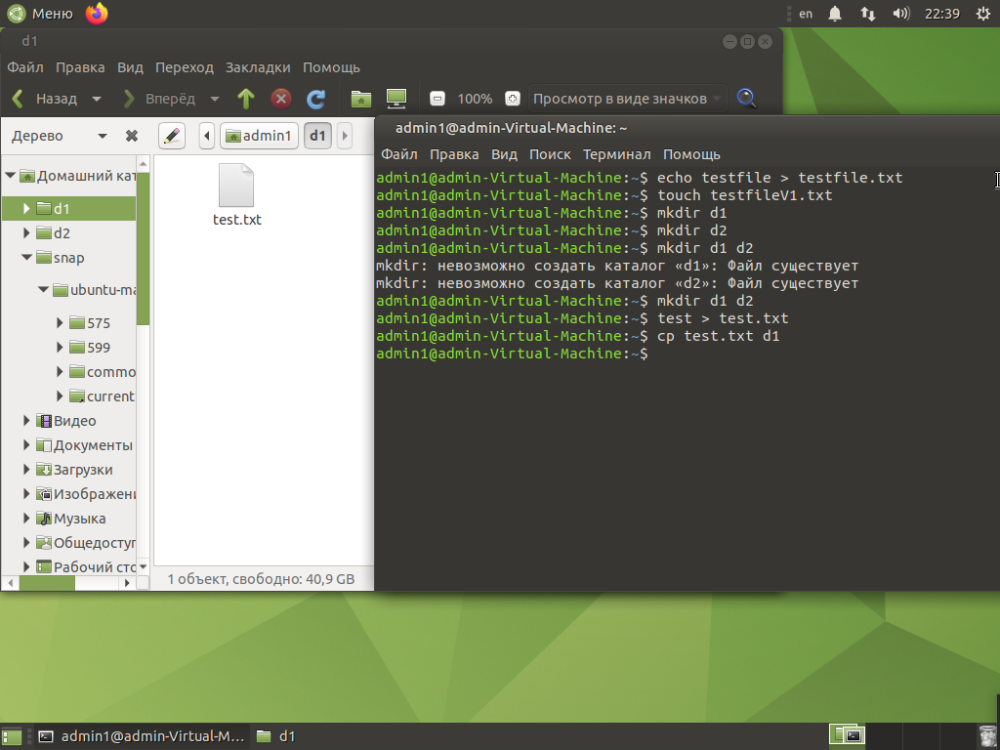 Меню
en
22:39
d1
Файл Правка Вид Переход Закладки Помощь
Назад Вперёд 100% Просмотр в виде значков
Дерево admin1 d1
Домашний кат
d1
d2
snap
ubuntu-ma
575
599
commo
current
Видео
Документы
Загрузки
Изображени
Музыка
Общедоступ
Рабочий сто
test.txt
1 объект, свободно: 40,9 GB
admin1@admin-Virtual-Machine: ~
Файл Правка Вид Поиск Терминал Помощь
admin1@admin-Virtual-Machine:~$ echo testfile > testfile.txt
admin1@admin-Virtual-Machine:~$ touch testfileV1.txt
admin1@admin-Virtual-Machine:~$ mkdir d1
admin1@admin-Virtual-Machine:~$ mkdir d2
admin1@admin-Virtual-Machine:~$ mkdir d1 d2
mkdir: невозможно создать каталог «d1»: Файл существует
mkdir: невозможно создать каталог «d2»: Файл существует
admin1@admin-Virtual-Machine:~$ mkdir d1 d2
admin1@admin-Virtual-Machine:~$ test > test.txt
admin1@admin-Virtual-Machine:~$ cp test.txt d1
admin1@admin-Virtual-Machine:~$
admin1@admin-Virtual-M...
d1